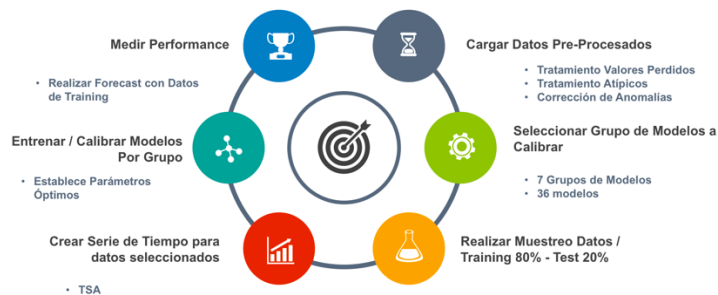 Medir Performance
• Realizar Forecast con Datos
de Training
Cargar Datos Pre-Procesados
• Tratamiento Valores Perdidos
• Tratamiento Atípicos
• Corrección de Anomalías
Entrenar / Calibrar Modelos
Por Grupo
• Establece Parámetros
Óptimos
Seleccionar Grupo de Modelos a
Calibrar
• 7 Grupos de Modelos
• 36 modelos
Crear Serie de Tiempo para
datos seleccionados
• TSA
Realizar Muestreo Datos /
Training 80% - Test 20%